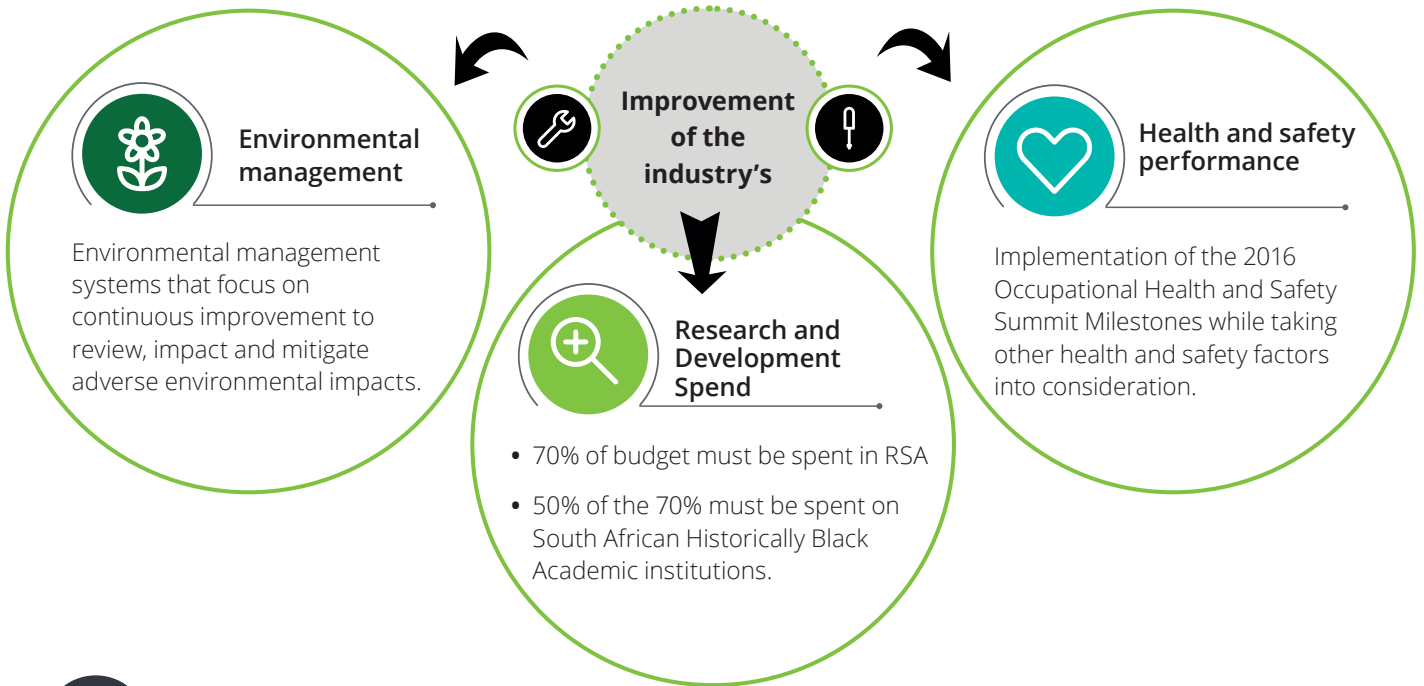 Improvement
of the
industry’s
Environmental
management
Environmental management
systems that focus on
continuous improvement to
review, impact and mitigate
adverse environmental impacts.
Research and
Development
Spend
• 70% of budget must be spent in RSA
• 50% of the 70% must be spent on
South African Historically Black
Academic institutions.
Health and safety
performance
Implementation of the 2016
Occupational Health and Safety
Summit Milestones while taking
other health and safety factors
into consideration.